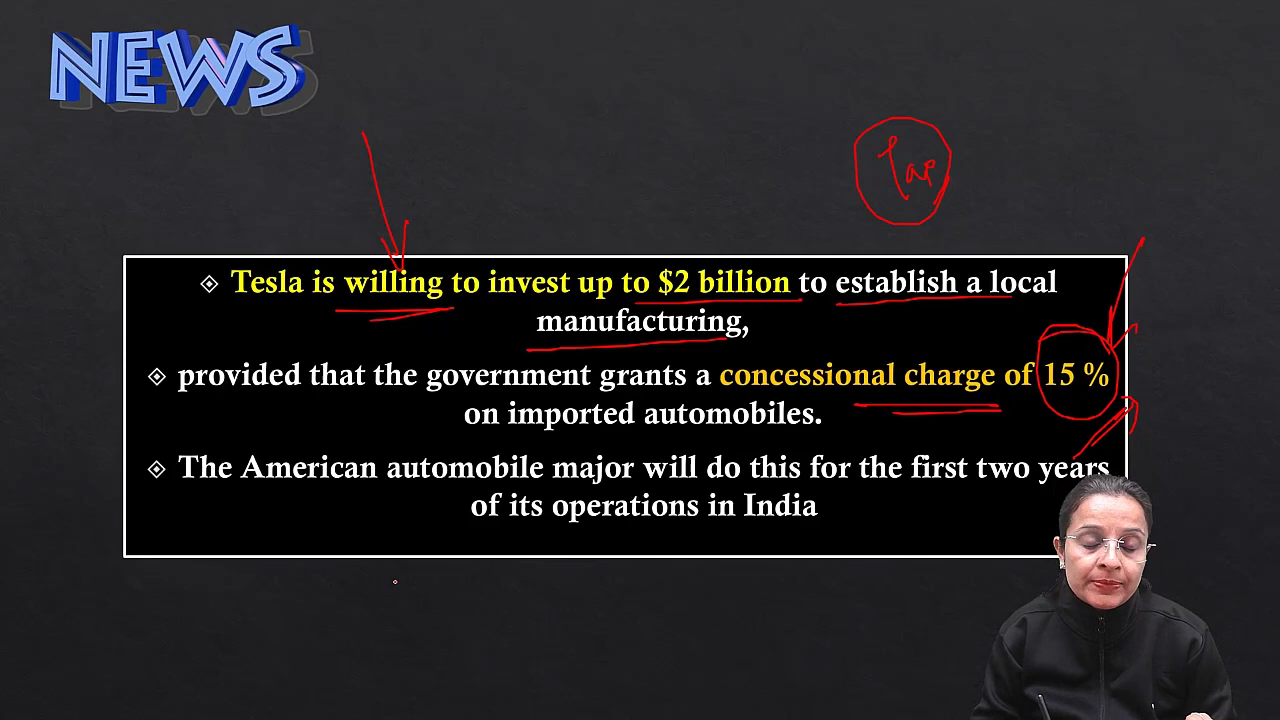 NEWS
Tesla is willing to invest up to $2 billion to establish a local
manufacturing,
provided that the government grants a concessional charge of 15 %
on imported automobiles.
The American automobile major will do this for the first two years
of its operations in India